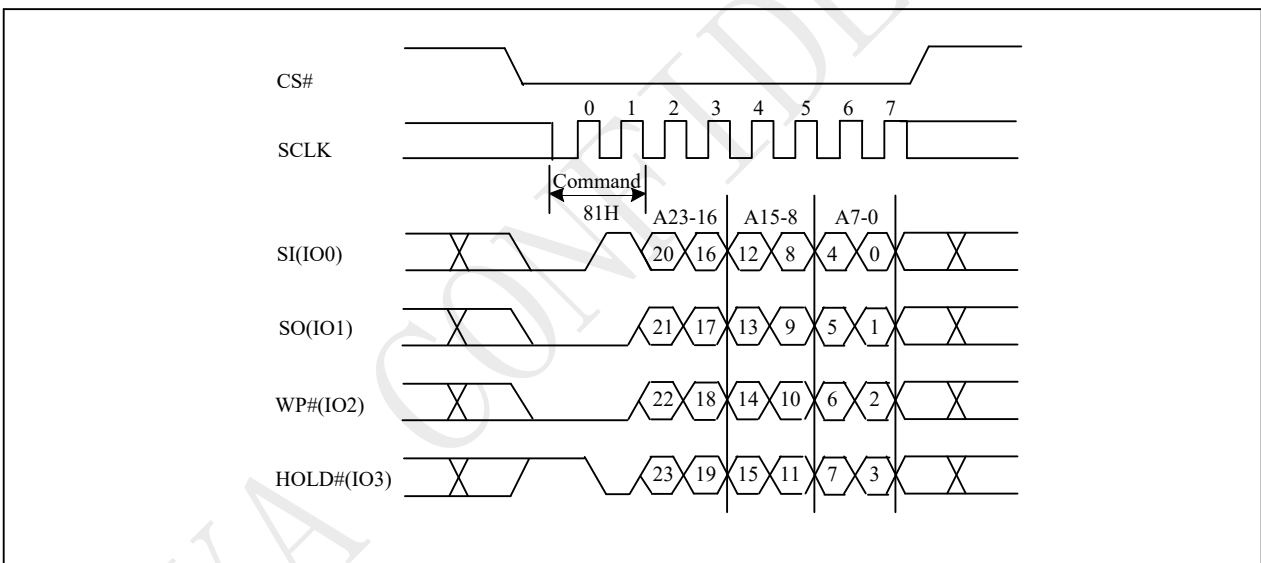 CS#
0 1 2 3 4 5 6 7
SCLK
Command
81H
A23-16 A15-8 A7-0
SI(IO0) 20 16 12 8 4 0
SO(IO1) 21 17 13 9 5 1
WP#(IO2) 22 18 14 10 6 2
HOLD#(IO3) 23 19 15 11 7 3